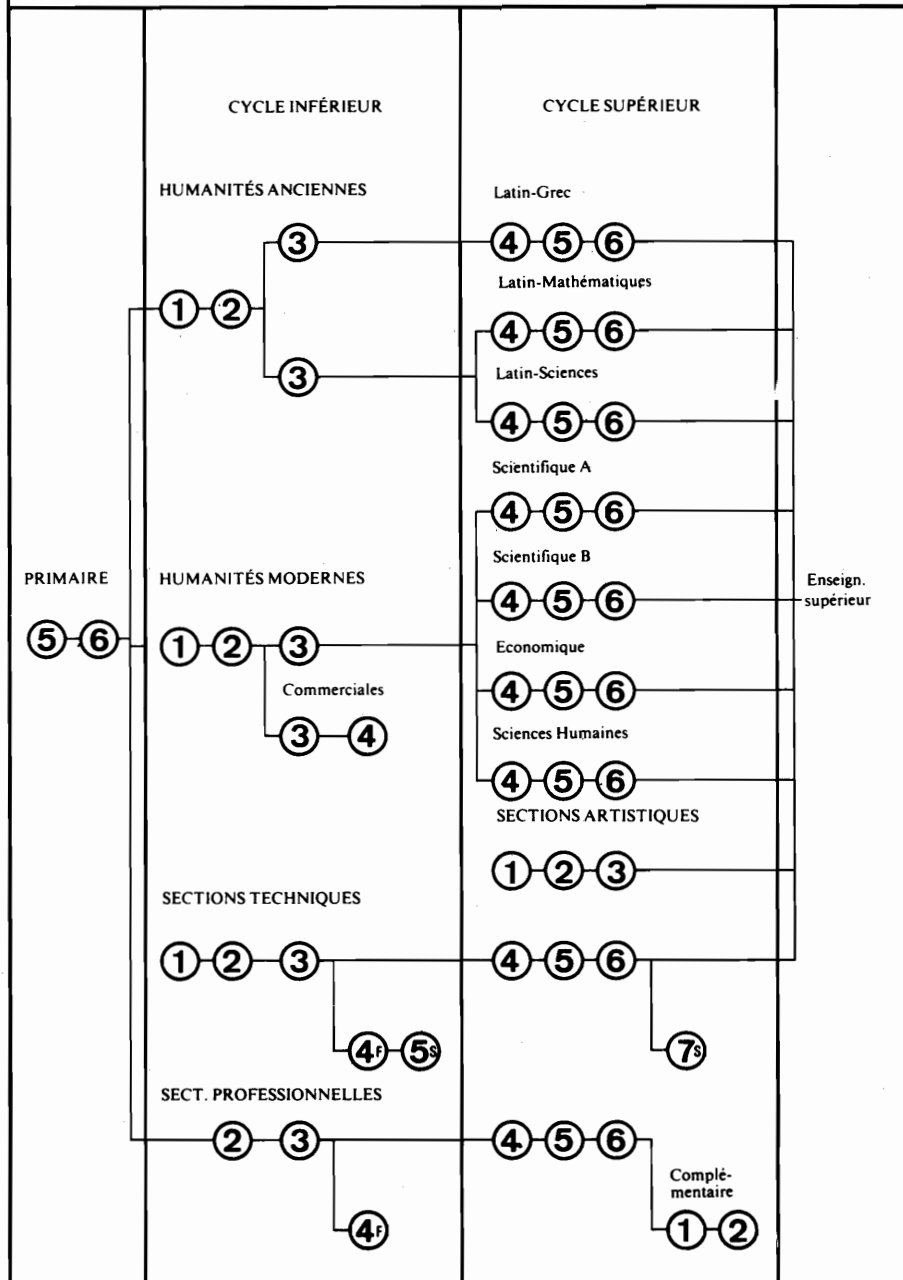 CYCLE INFÉRIEUR
CYCLE SUPÉRIEUR
HUMANITÉS ANCIENNES
Latin-Grec
3
4 5 6
Latin-Mathématiques
1 2
4 5 6
Latin-Sciences
3
4 5 6
Scientifique A
4 5 6
Scientifique B
PRIMAIRE
HUMANITÉS MODERNES
4 5 6
Enseign.
supérieur
5 6
1 2 3
Economique
Commerciales
4 5 6
3 4
Sciences Humaines
4 5 6
SECTIONS ARTISTIQUES
1 2 3
SECTIONS TECHNIQUES
1 2 3
4 5 6
4F 5S
7S
SECT. PROFESSIONNELLES
2 3
4 5 6
Complé-
mentaire
4F
1 2